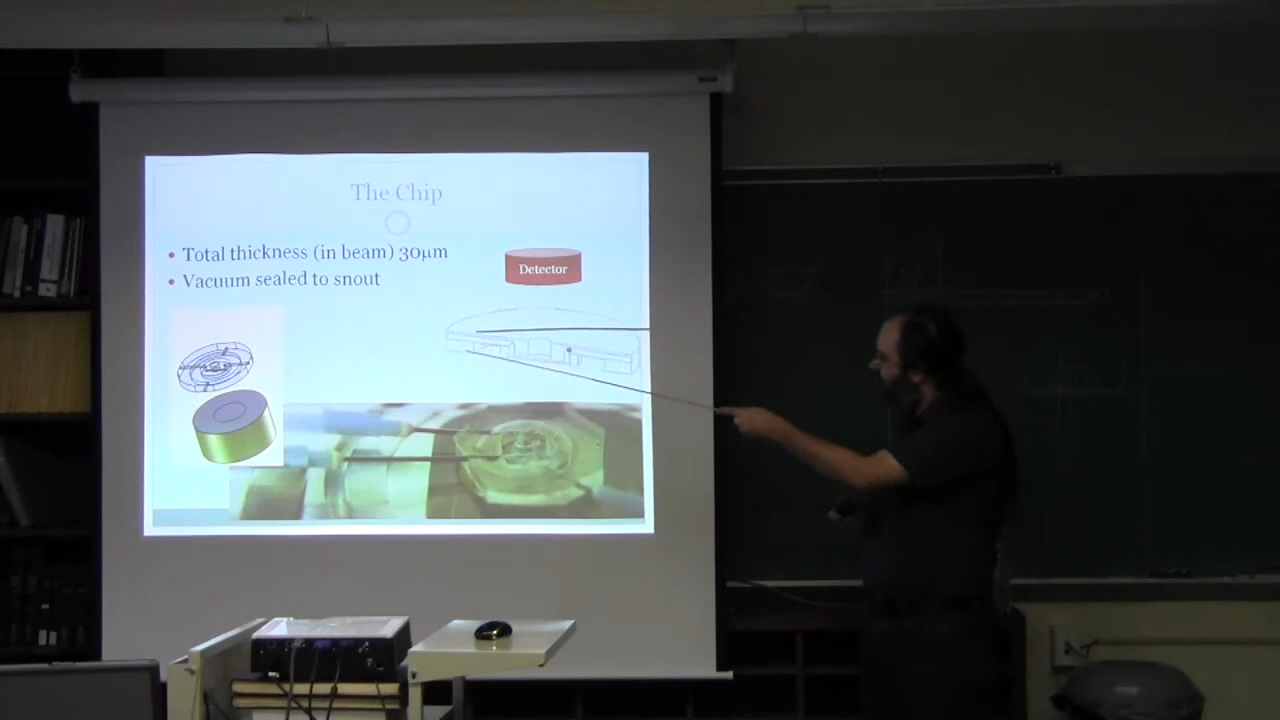 The Chip
• Total thickness (in beam) 30μm
• Vacuum sealed to snout
Detector